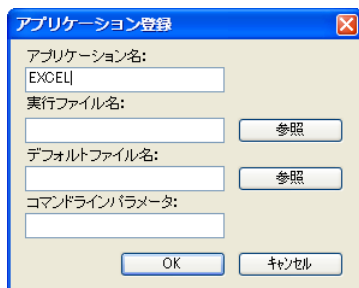 アプリケーション登録
アプリケーション名:
EXCEL
実行ファイル名:
参照
デフォルトファイル名:
参照
コマンドラインパラメータ:
OK キャンセル